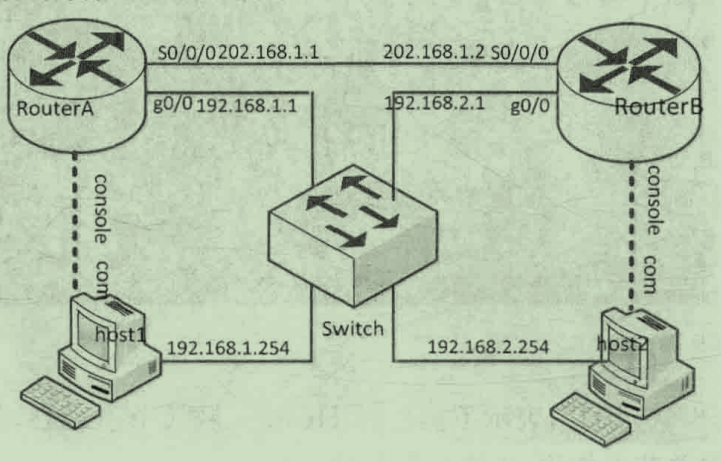 S0/0/0 202.168.1.1
202.168.1.2 S0/0/0
RouterA
g0/0 192.168.1.1
192.168.2.1 g0/0
RouterB
console
com
console
com
host1
Switch
host2
192.168.1.254
192.168.2.254